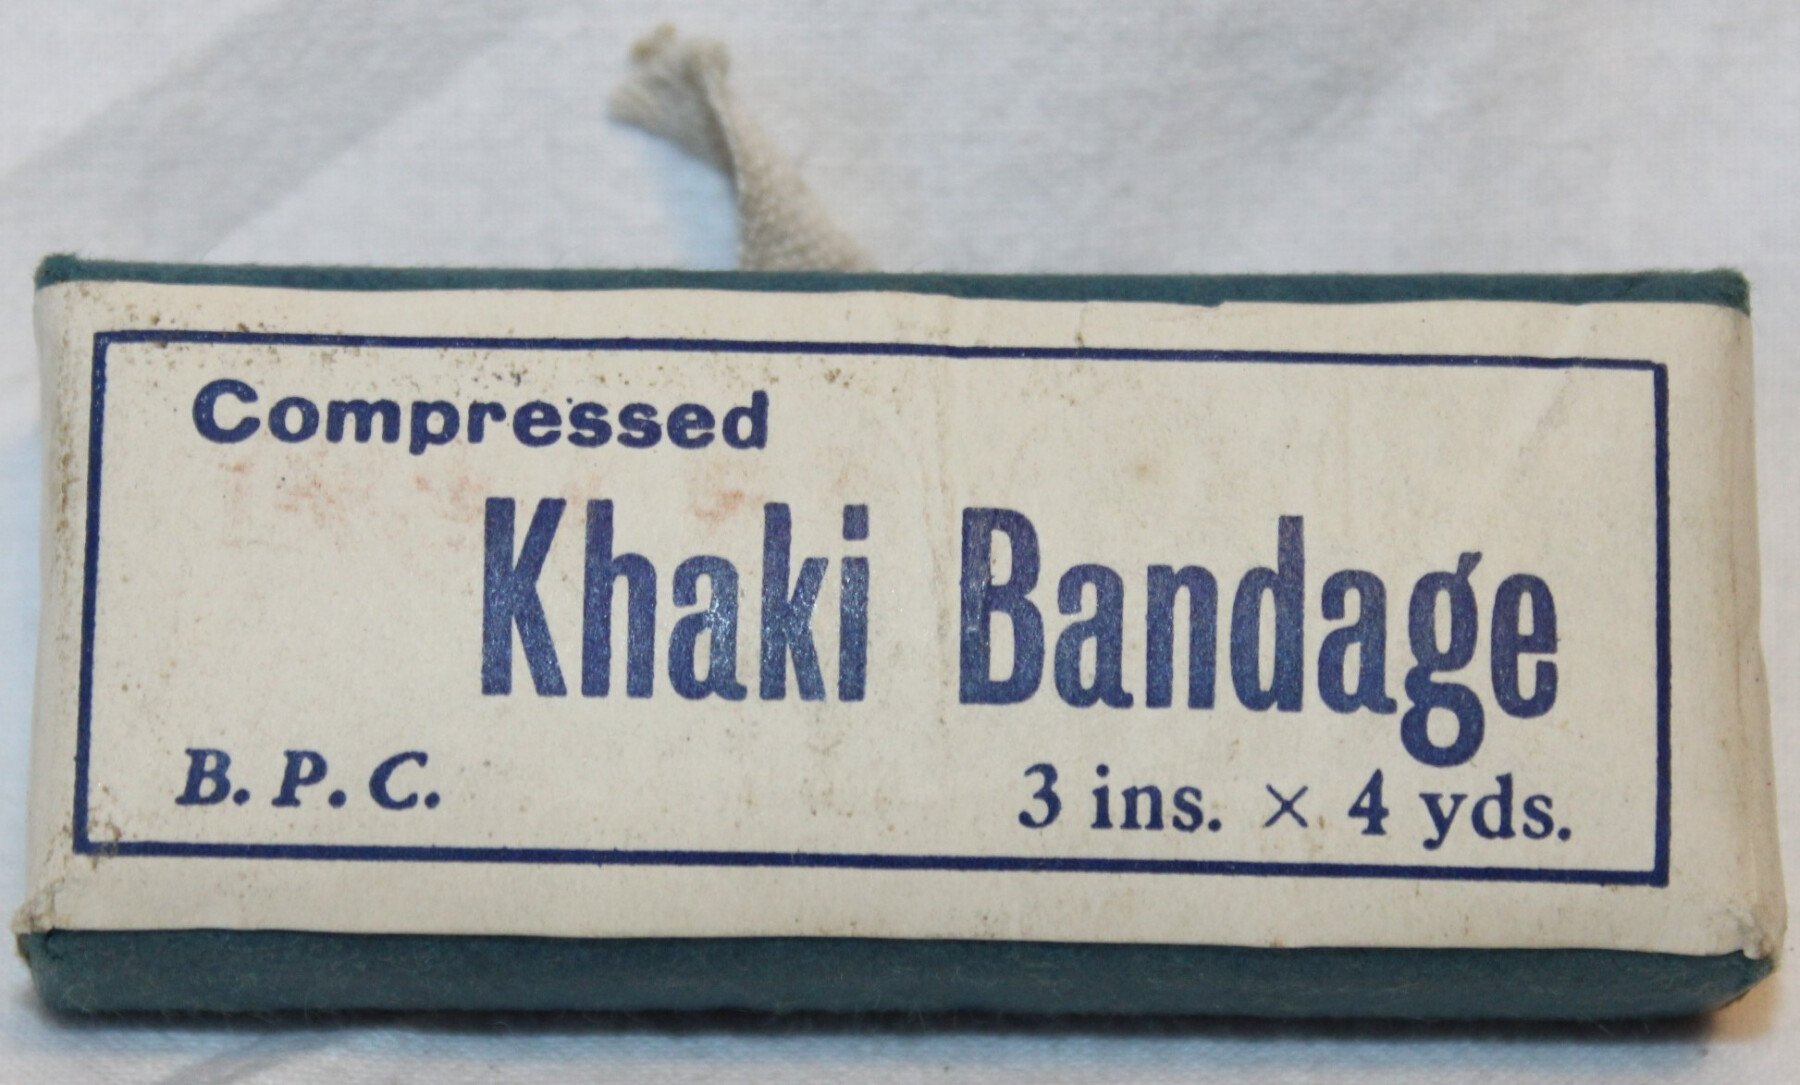 Compressed
Khaki Bandage
B. P. C. 3 ins. × 4 yds.